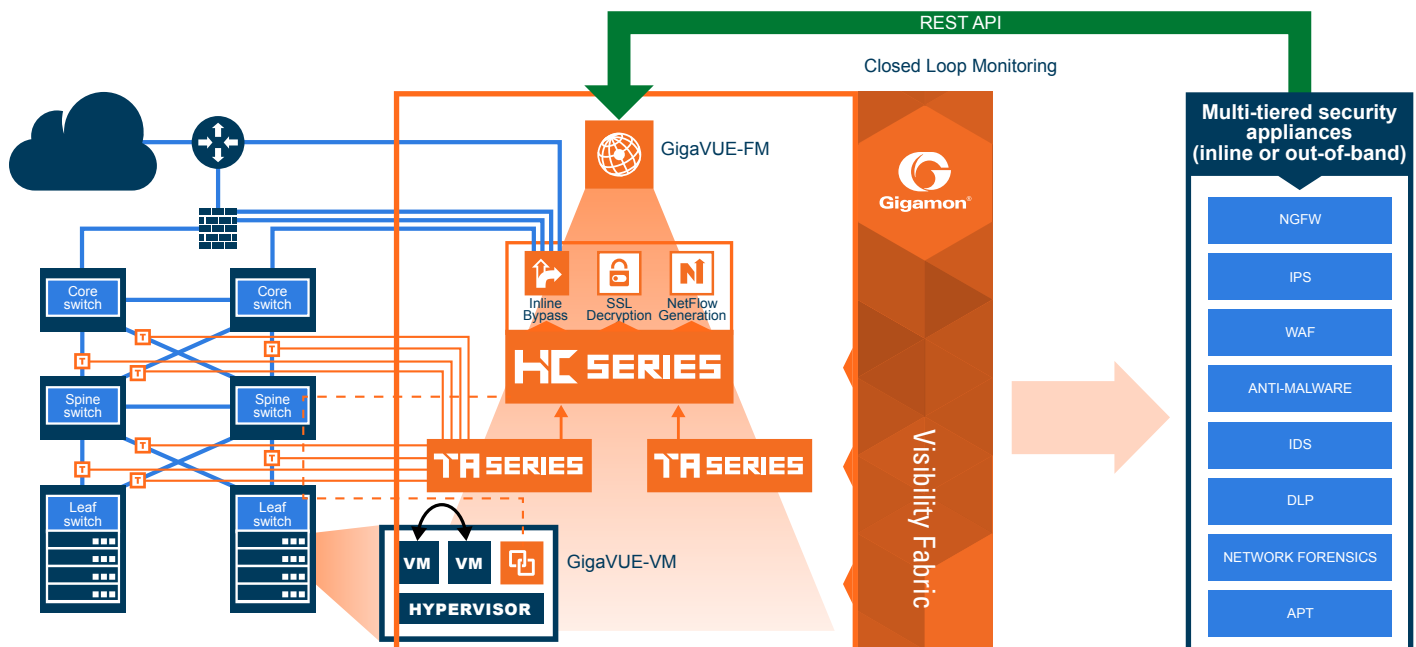 REST API
Closed Loop Monitoring
Multi-tiered security
appliances
(inline or out-of-band)
GigaVUE-FM
Gigamon®
NGFW
IPS
WAF
ANTI-MALWARE
IDS
DLP
NETWORK FORENSICS
APT
Core
switch
Core
switch
Inline
Bypass
SSL
Decryption
NetFlow
Generation
HC SERIES
T
T
T
T
Spine
switch
Spine
switch
TA SERIES
TA SERIES
T
T
T
T
Leaf
switch
Leaf
switch
VM
VM
GigaVUE-VM
HYPERVISOR
Visibility Fabric